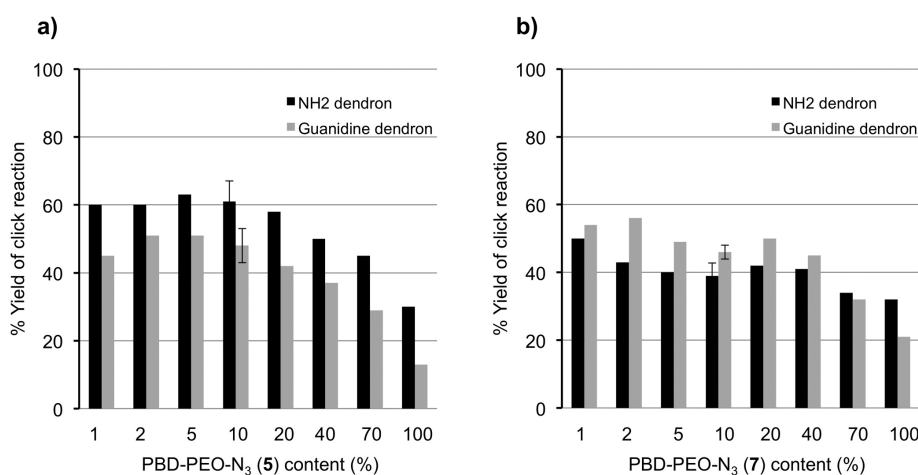 a)
100
80
60
40
20
0
% Yield of click reaction
NH2 dendron
Guanidine dendron
1 2 5 10 20 40 70 100
PBD-PEO-N3 (5) content (%)
b)
100
80
60
40
20
0
% Yield of click reaction
NH2 dendron
Guanidine dendron
1 2 5 10 20 40 70 100
PBD-PEO-N3 (7) content (%)